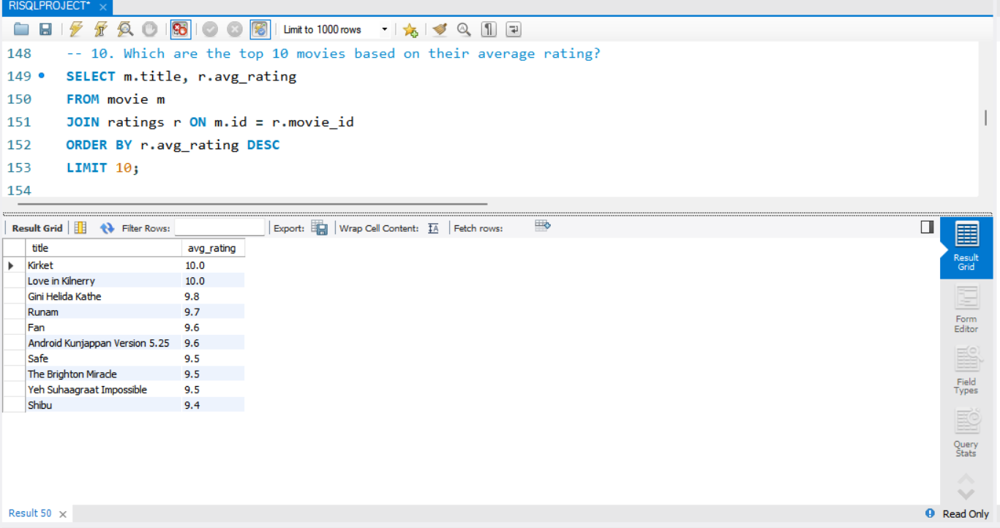 RISQLPROJECT* ×
Limit to 1000 rows
148 -- 10. Which are the top 10 movies based on their average rating?
149 SELECT m.title, r.avg_rating
150 FROM movie m
151 JOIN ratings r ON m.id = r.movie_id
152 ORDER BY r.avg_rating DESC
153 LIMIT 10;
154
Result Grid Filter Rows: Export: Wrap Cell Content: IA Fetch rows:
title avg_rating
Kirket 10.0
Love in Kilnerry 10.0
Gini Helida Kathe 9.8
Runam 9.7
Fan 9.6
Android Kunjappan Version 5.25 9.6
Safe 9.5
The Brighton Miracle 9.5
Yeh Suhaagraat Impossible 9.5
Shibu 9.4
Result
Grid
Form
Editor
Field
Types
Query
Stats
Result 50 ×
Read Only